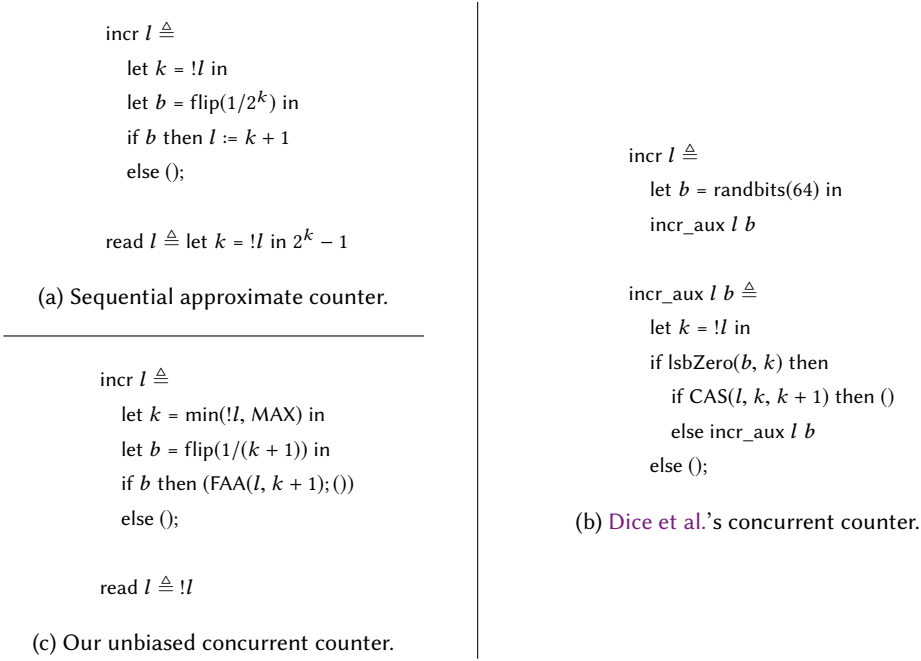 incr l ≜
let k = !l in
let b = flip(1/2^k) in
if b then l := k + 1
else ();
read l ≜ let k = !l in 2^k − 1
(a) Sequential approximate counter.
incr l ≜
let k = min(!l, MAX) in
let b = flip(1/(k + 1)) in
if b then (FAA(l, k + 1);())
else ();
read l ≜ !l
(c) Our unbiased concurrent counter.
incr l ≜
let b = randbits(64) in
incr_aux l b
incr_aux l b ≜
let k = !l in
if lsbZero(b, k) then
if CAS(l, k, k + 1) then ()
else incr_aux l b
else ();
(b) Dice et al.'s concurrent counter.